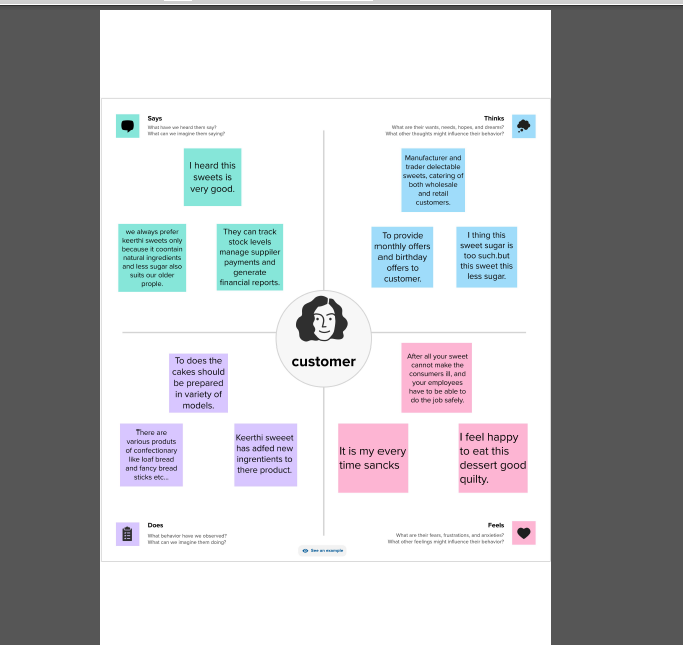 Says
What have we heard them say?
What can we imagine them saying?
Thinks
What are their wants, needs, hopes, and dreams?
What other thoughts might influence their behavior?
I heard this
sweets is
very good.
we always prefer
keerthi sweets only
because it coontain
natural ingredients
and less sugar also
suits our older
prople.
They can track
stock levels
manage suppiler
payments and
generate
financial reports.
Manufacturer and
trader delectable
sweets, catering of
both wholesale
and retail
customers.
To provide
monthly offers
and birthday
offers to
customer.
I thing this
sweet sugar is
too such.but
this sweet this
less sugar.
customer
To does the
cakes should
be prepared
in variety of
models.
There are
various produts
of confectionary
like loaf bread
and fancy bread
sticks etc...
Keerthi sweeet
has adfed new
ingrentients to
there product.
After all your sweet
cannot make the
consumers ill, and
your employees
have to be able to
do the job safely.
It is my every
time sancks
I feel happy
to eat this
dessert good
quilty.
Does
What behavior have we observed?
What can we imagine them doing?
Feels
What are their fears, frustrations, and anxieties?
What other feelings might influence their behavior?
See an example